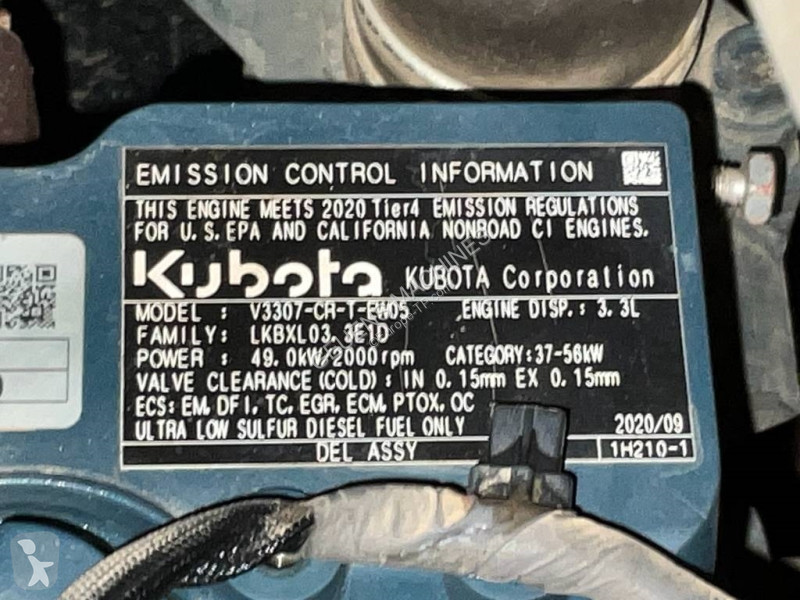 EMISSION CONTROL INFORMATION
THIS ENGINE MEETS 2020 Tier4 EMISSION REGULATIONS
FOR U.S. EPA AND CALIFORNIA NONROAD CI ENGINES.
Kubota KUBOTA Corporation
MODEL : V3307-CR-T-EW05 ENGINE DISP.: 3.3L
FAMILY: LKBXL03.3E1D
POWER : 49.0kW/2000rpm CATEGORY:37-56kW
VALVE CLEARANCE(COLD): IN 0.15mm EX 0.15mm
ECS: EM, DFI, TC, EGR, ECM, PTOX, OC
ULTRA LOW SULFUR DIESEL FUEL ONLY 2020/09
DEL ASSY 1H210-1